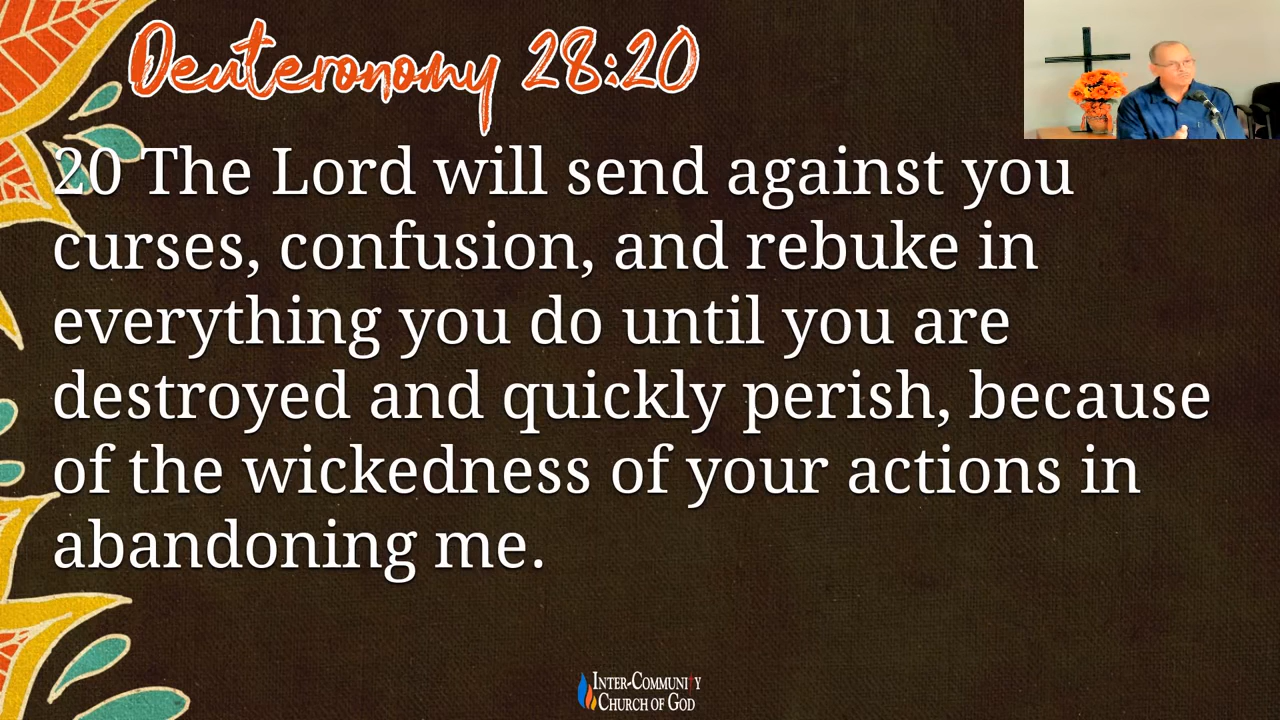 Deuteronomy 28:20
20 The Lord will send against you
curses, confusion, and rebuke in
everything you do until you are
destroyed and quickly perish, because
of the wickedness of your actions in
abandoning me.
Inter-Community
Church of God